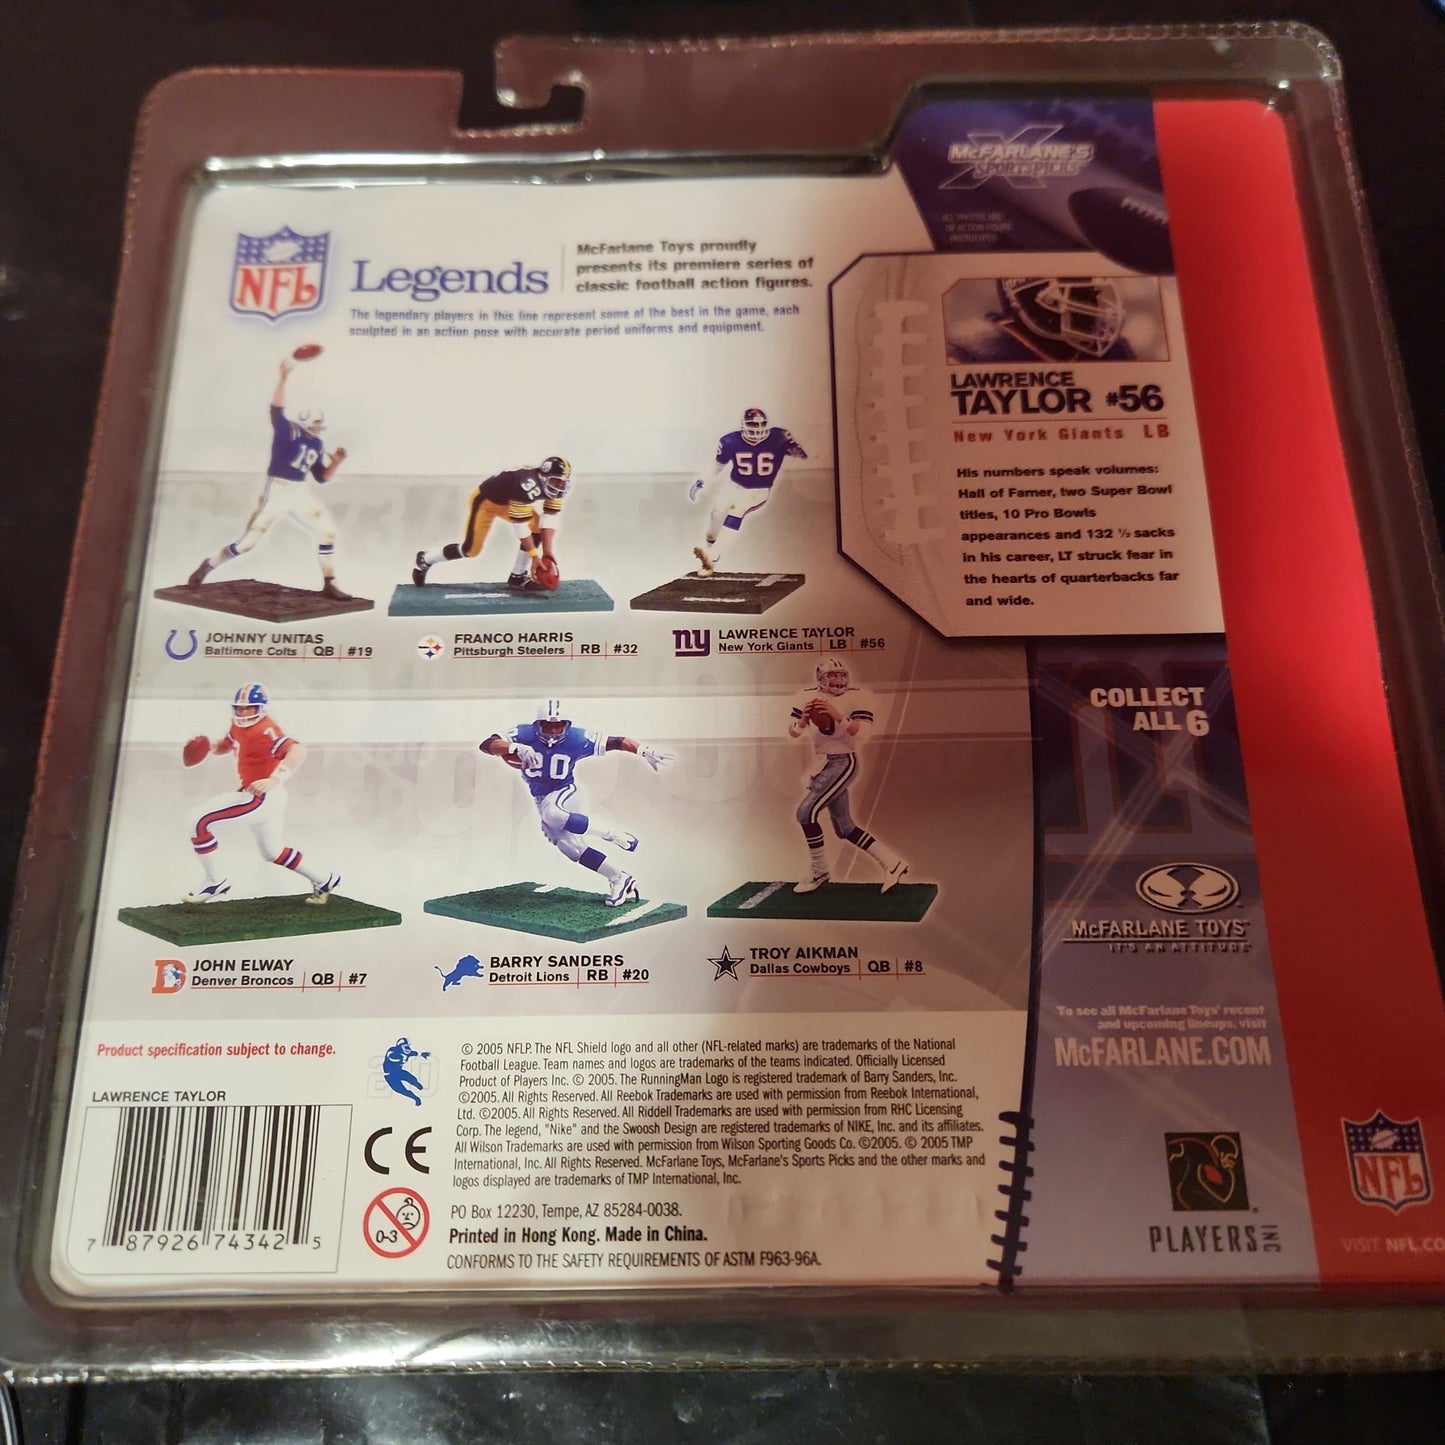 McFARLANE'S
SPORTSPICKS
ALL PHOTOS ARE
OF ACTION FIGURE
PROTOTYPES
NFL
Legends
McFarlane Toys proudly
presents its premiere series of
classic football action figures.
The legendary players in this line represent some of the best in the game, each
sculpted in an action pose with accurate period uniforms and equipment.
LAWRENCE
TAYLOR #56
New York Giants LB
His numbers speak volumes:
Hall of Famer, two Super Bowl
titles, 10 Pro Bowls
appearances and 132 ½ sacks
in his career, LT struck fear in
the hearts of quarterbacks far
and wide.
19
32
56
JOHNNY UNITAS
Baltimore Colts | QB | #19
FRANCO HARRIS
Pittsburgh Steelers | RB | #32
ny
LAWRENCE TAYLOR
New York Giants | LB | #56
COLLECT
ALL 6
7
20
JOHN ELWAY
Denver Broncos | QB | #7
BARRY SANDERS
Detroit Lions | RB | #20
TROY AIKMAN
Dallas Cowboys | QB | #8
McFARLANE TOYS
IT'S AN ATTITUDE
To see all McFarlane Toys' recent
and upcoming lineups, visit
McFARLANE.COM
Product specification subject to change.
© 2005 NFLP. The NFL Shield logo and all other (NFL-related marks) are trademarks of the National
Football League. Team names and logos are trademarks of the teams indicated. Officially Licensed
Product of Players Inc. © 2005. The RunningMan Logo is registered trademark of Barry Sanders, Inc.
©2005. All Rights Reserved. All Reebok Trademarks are used with permission from Reebok International,
Ltd. ©2005. All Rights Reserved. All Riddell Trademarks are used with permission from RHC Licensing
Corp. The legend, "Nike" and the Swoosh Design are registered trademarks of NIKE, Inc. and its affiliates.
All Wilson Trademarks are used with permission from Wilson Sporting Goods Co. ©2005. © 2005 TMP
International, Inc. All Rights Reserved. McFarlane Toys, McFarlane's Sports Picks and the other marks and
logos displayed are trademarks of TMP International, Inc.
LAWRENCE TAYLOR
7 87926 74342 5
CE
0-3
PO Box 12230, Tempe, AZ 85284-0038.
Printed in Hong Kong. Made in China.
CONFORMS TO THE SAFETY REQUIREMENTS OF ASTM F963-96A.
PLAYERS INC
NFL
VISIT NFL.CO